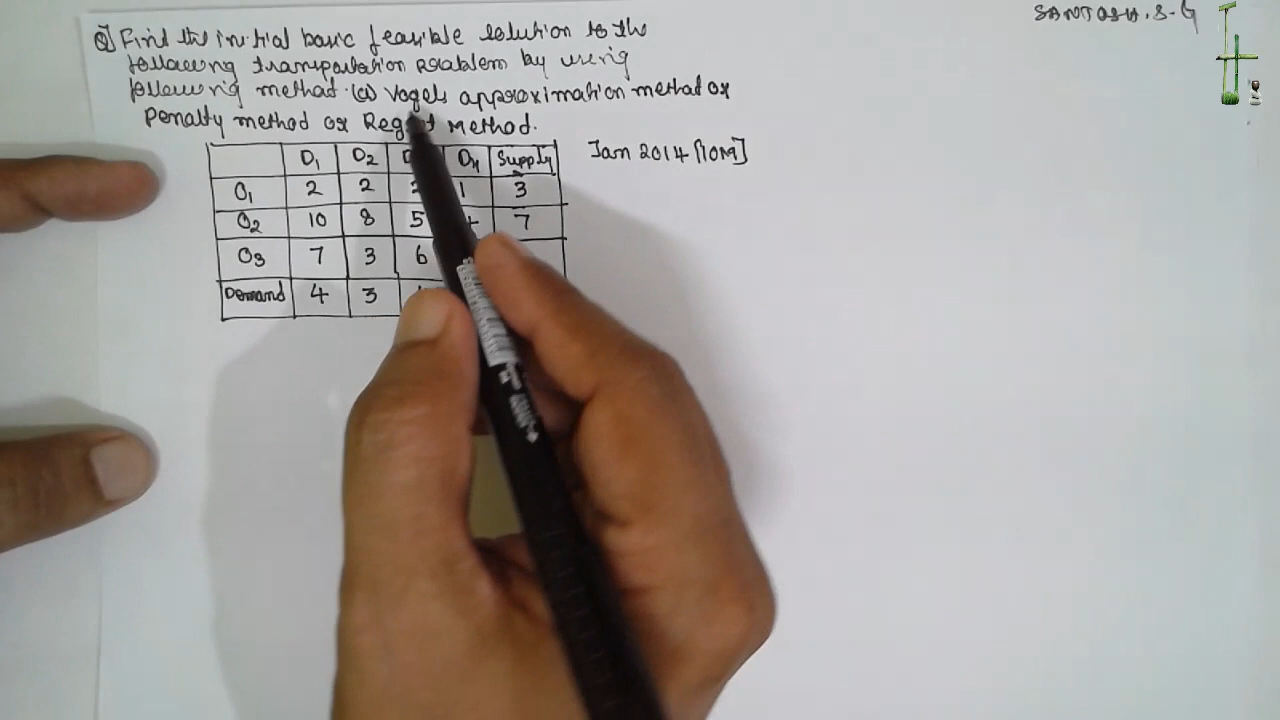 SANTOSH.S-G
Q] Find the initial basic feasible solution to the
following transportation problem by using
following method. (a) Vogels approximation method or
Penalty method or Regret Method.
Jan 2014 [10M]
D1 D2 D4 Supply
O1 2 2 1 3
O2 10 8 5 7
O3 7 3 6
Demand 4 3